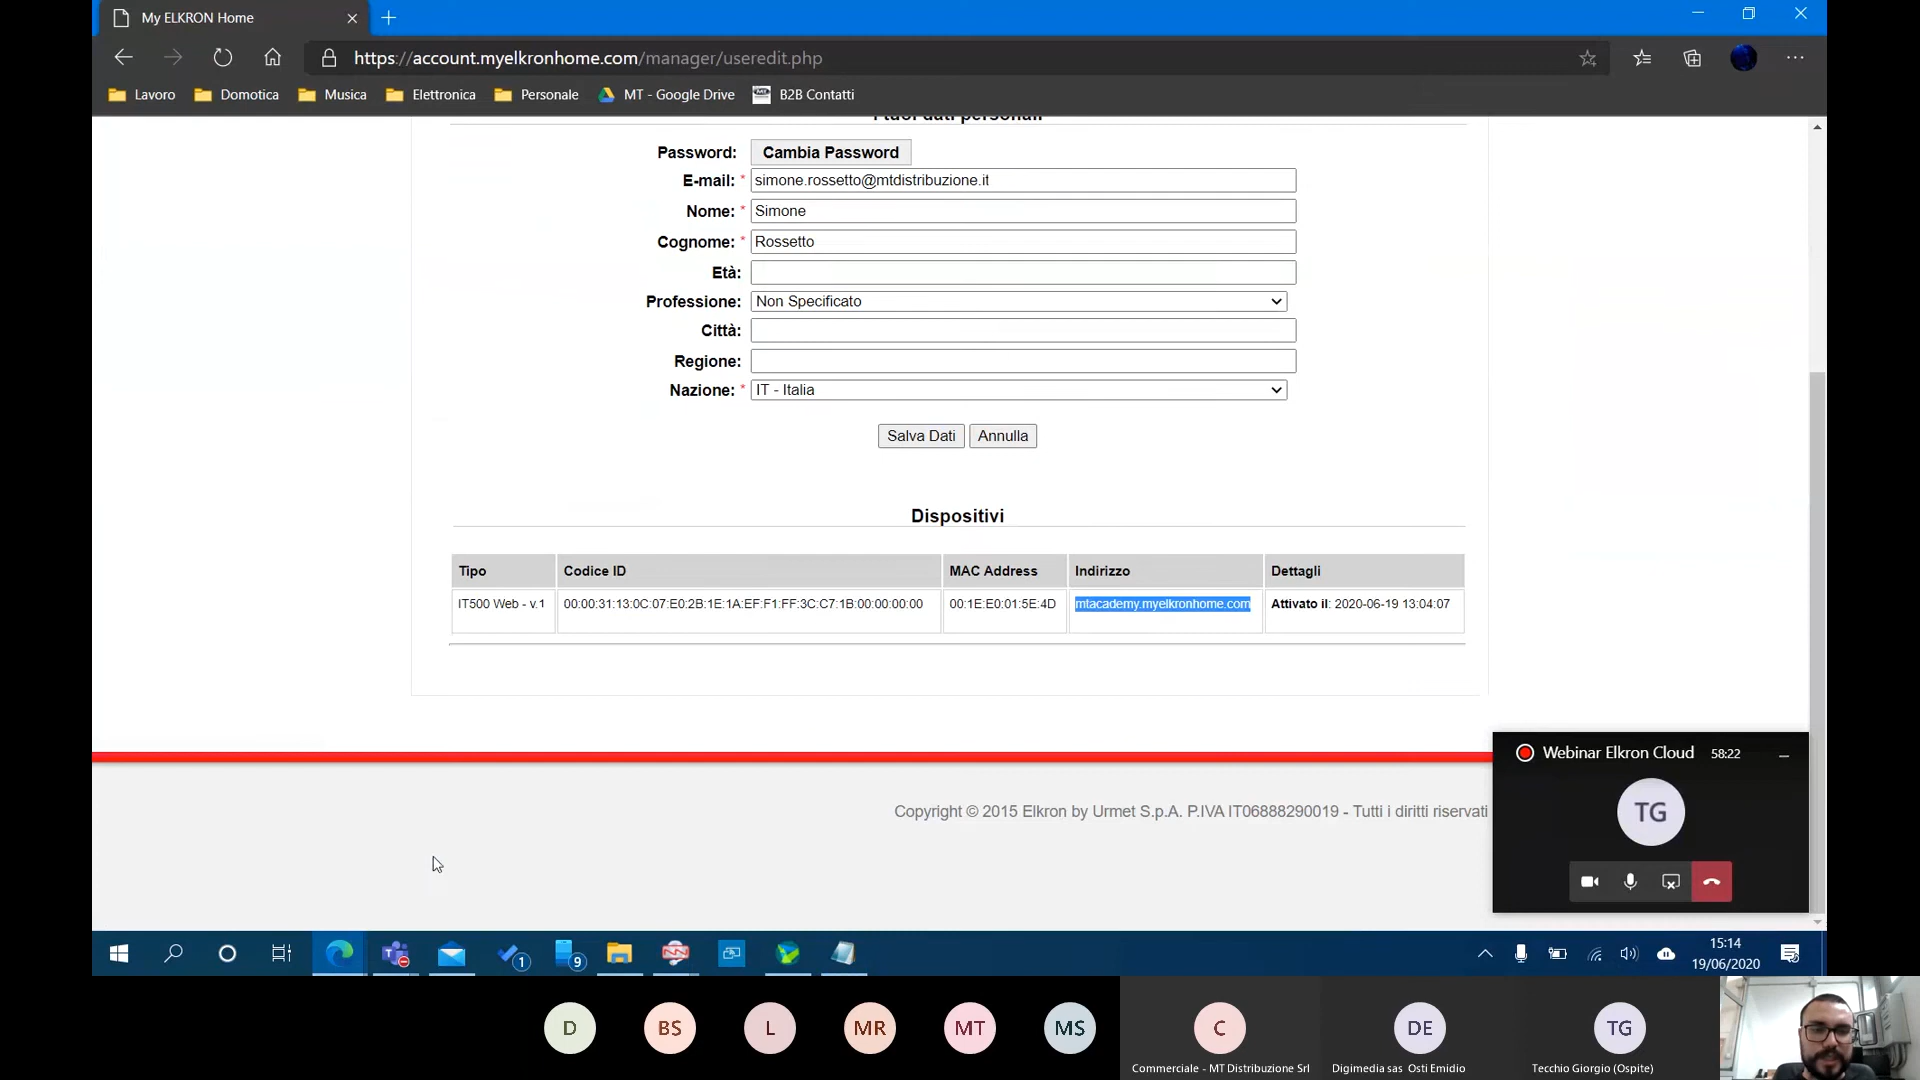 My ELKRON Home
https://account.myelkronhome.com/manager/useredit.php
Lavoro Domotica Musica Elettronica Personale MT - Google Drive B2B Contatti
I tuoi dati personali
Password: Cambia Password
E-mail: * simone.rossetto@mtdistribuzione.it
Nome: * Simone
Cognome: * Rossetto
Età:
Professione: Non Specificato
Città:
Regione:
Nazione: * IT - Italia
Salva Dati Annulla
Dispositivi
Tipo Codice ID MAC Address Indirizzo Dettagli
IT500 Web - v.1 00:00:31:13:0C:07:E0:2B:1E:1A:EF:F1:FF:3C:C7:1B:00:00:00:00 00:1E:E0:01:5E:4D mtacademy.myelkronhome.com Attivato il: 2020-06-19 13:04:07
Webinar Elkron Cloud 58:22
TG
Copyright © 2015 Elkron by Urmet S.p.A. P.IVA IT06888290019 - Tutti i diritti riservati
1
9
15:14
19/06/2020
D BS L MR MT MS C DE TG
Commerciale - MT Distribuzione Srl Digimedia sas Osti Emidio Tecchio Giorgio (Ospite)